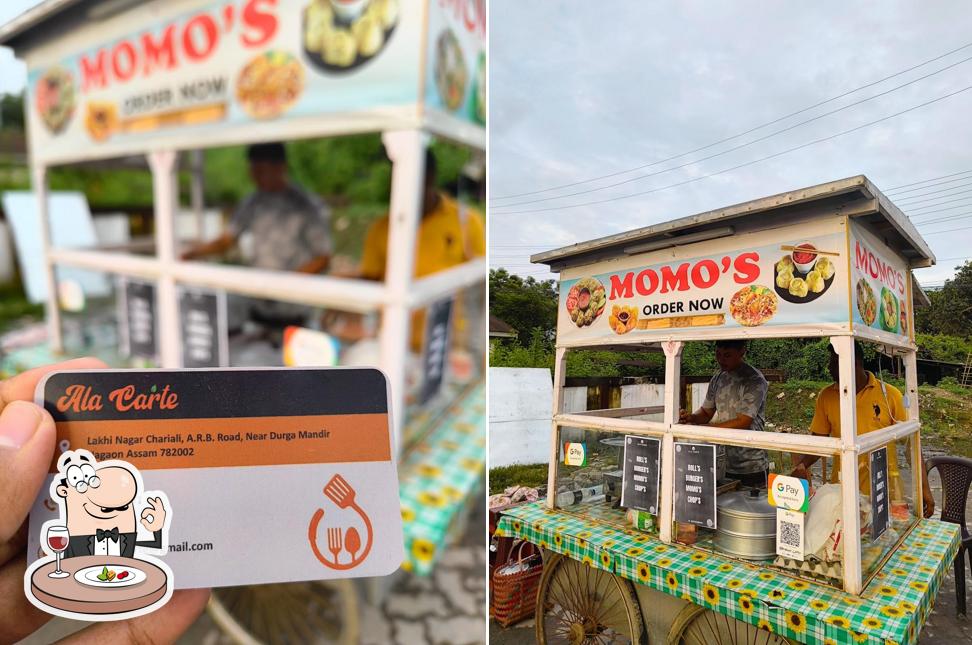 MOMO'S
ORDER NOW
Ala Carte
Lakhi Nagar Chariali, A.R.B. Road, Near Durga Mandir
agaon Assam 782002
mail.com
MOMO'S
ORDER NOW
MOMO'S
G Pay
ROLL'S
BURGER'S
MOMO'S
CHOP'S
ROLL'S
BURGER'S
MOMO'S
CHOP'S
G Pay